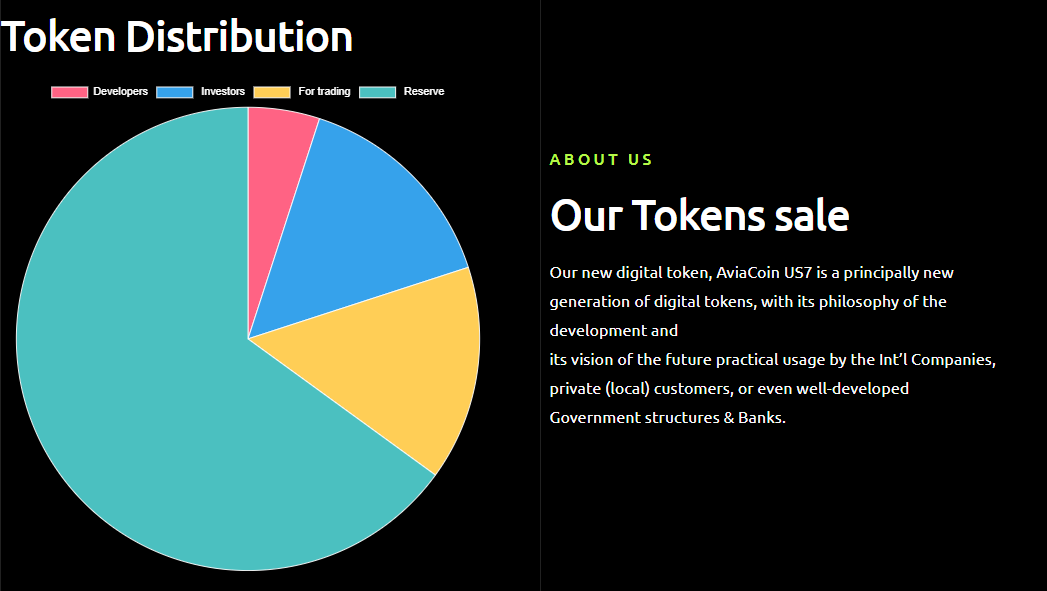 Token Distribution
Developers Investors For trading Reserve
ABOUT US
Our Tokens sale
Our new digital token, AviaCoin US7 is a principally new
generation of digital tokens, with its philosophy of the
development and
its vision of the future practical usage by the Int’l Companies,
private (local) customers, or even well-developed
Government structures & Banks.